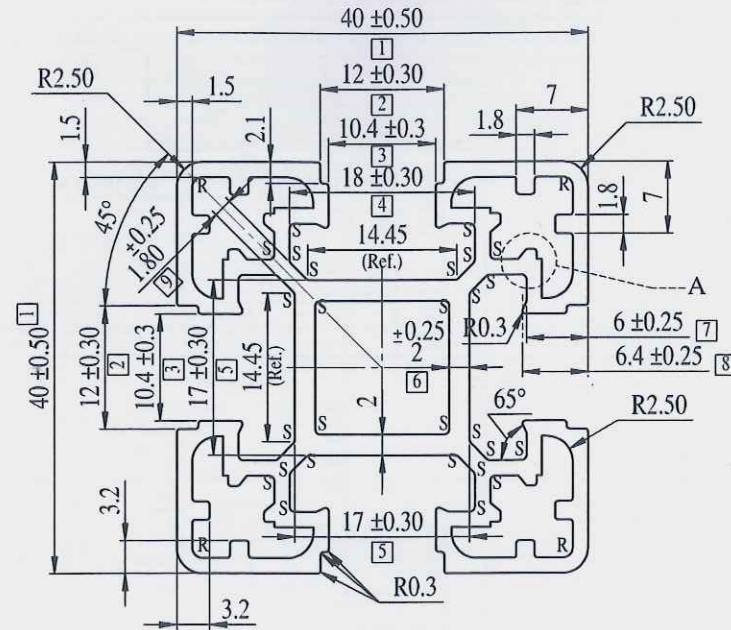 40 ±0.50
1
R2.50
12 ±0.30
2
7
1.5
2.1
10.4 ±0.3
3
1.8
R2.50
1.5
18 ±0.30
4
R
R
S
S
14.45
(Ref.)
S
S
S
S
S
S
1.8
7
45°
±0.25
1.80
9
A
S
S
S
S
R0.3
6 ±0.25
7
6.4 ±0.25
8
40 ±0.50
1
12 ±0.30
2
10.4 ±0.3
3
17 ±0.30
5
14.45
(Ref.)
±0.25
2
6
2
65°
R2.50
S
S
S
S
S
S
S
S
S
S
S
S
S
S
3.2
17 ±0.30
5
R
R
R0.3
3.2